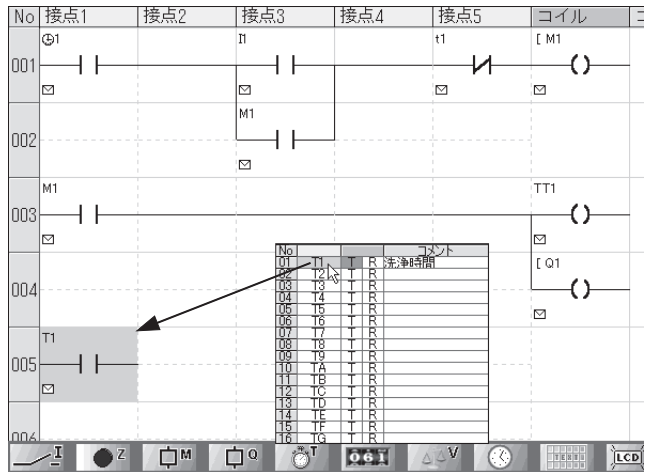 No 接点1 接点2 接点3 接点4 接点5 コイル
1 I1 t1 [ M1
001
M1
002
M1 TT1
003
[ Q1
004
T1
005
006
No コメント
01 T1 T R 洗浄時間
02 T2 T R
03 T3 T R
04 T4 T R
05 T5 T R
06 T6 T R
07 T7 T R
08 T8 T R
09 T9 T R
10 TA T R
11 TB T R
12 TC T R
13 TD T R
14 TE T R
15 TF T R
16 TG T R
I Z M Q T 061 V LCD